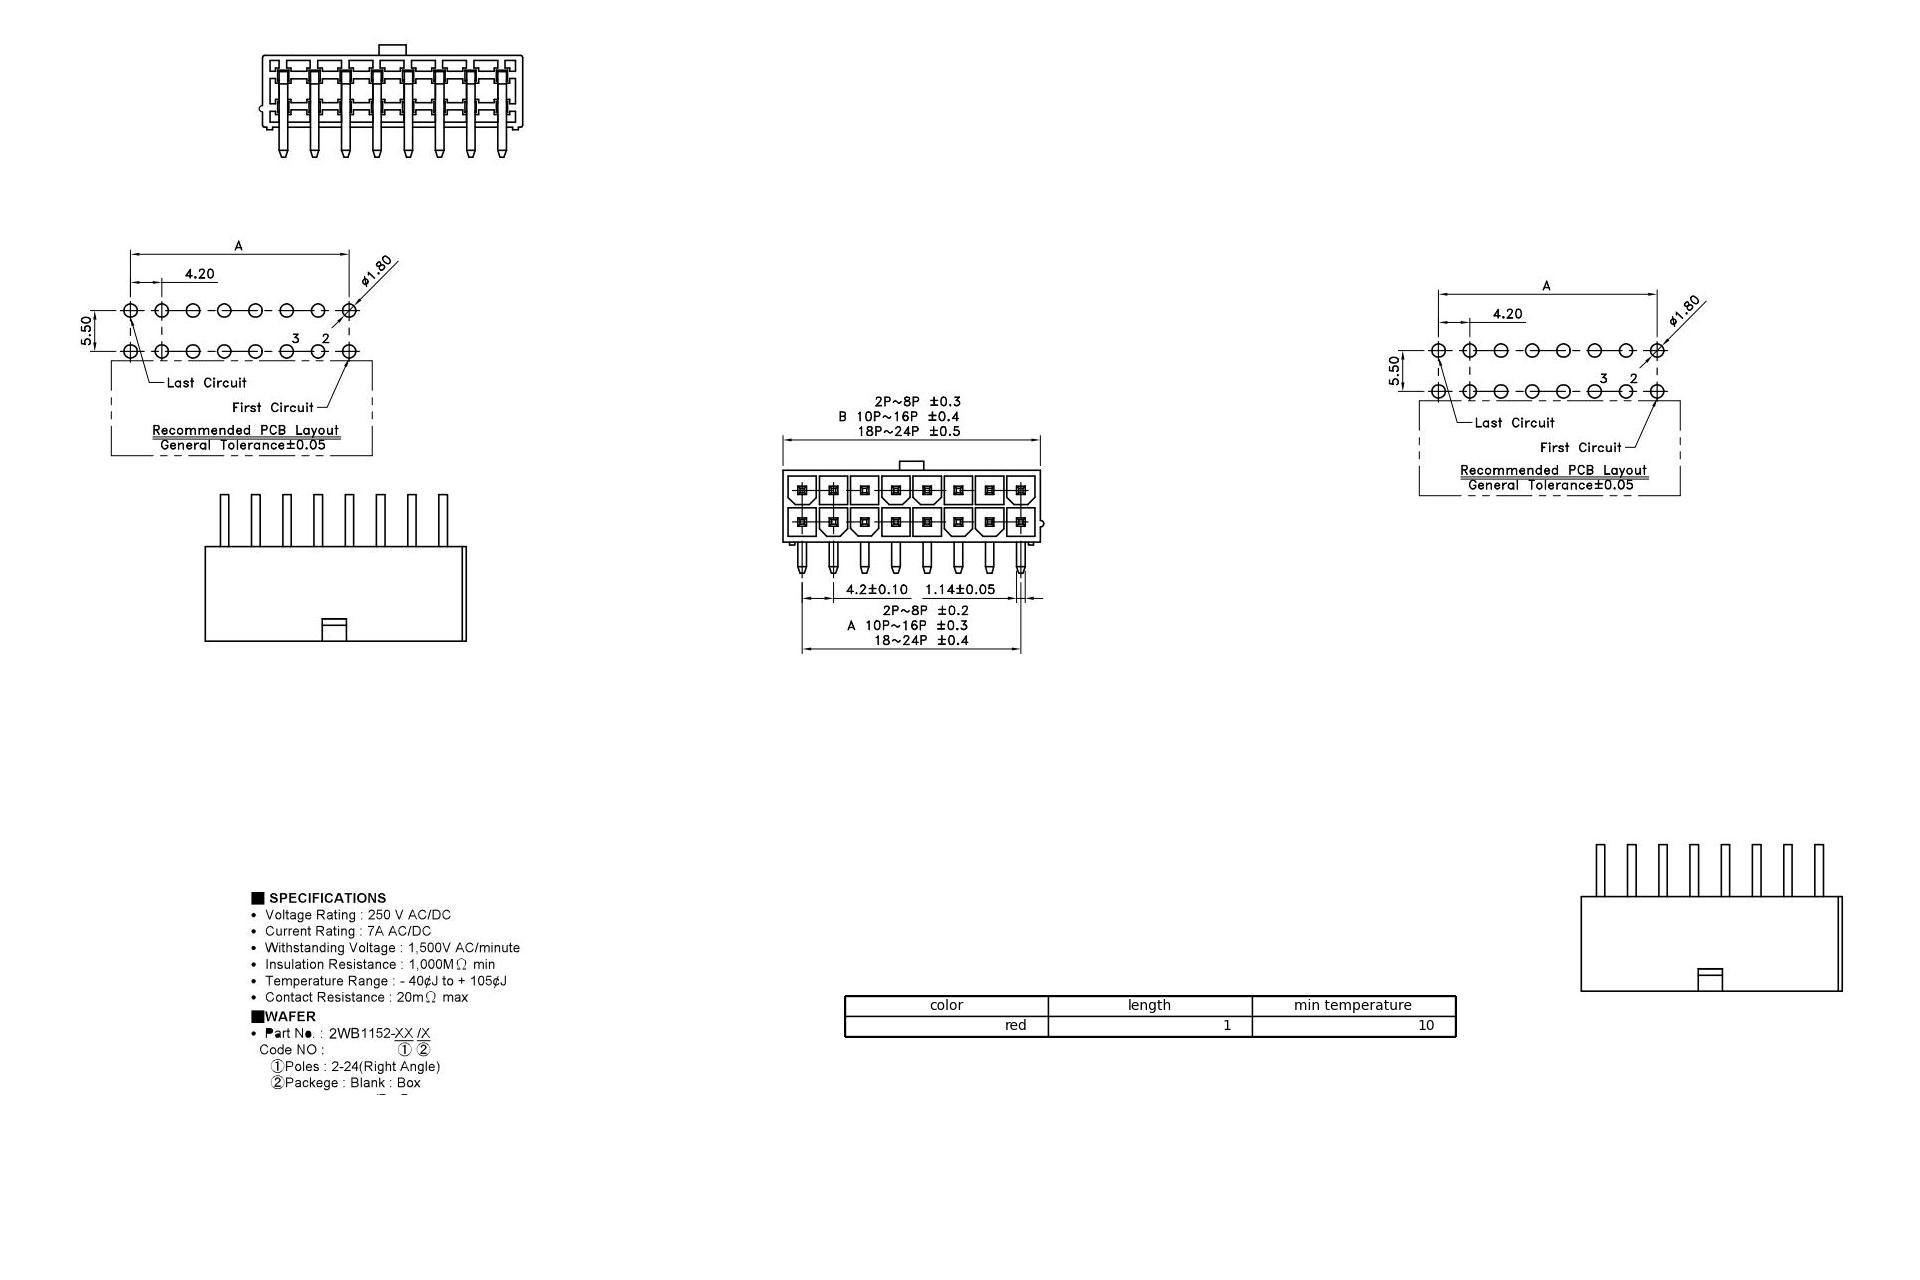 A
4.20
ø1.80
5.50
3 2
Last Circuit
First Circuit
Recommended PCB Layout
General Tolerance±0.05
A
4.20
ø1.80
5.50
3 2
Last Circuit
First Circuit
Recommended PCB Layout
General Tolerance±0.05
2P~8P ±0.3
B 10P~16P ±0.4
18P~24P ±0.5
4.2±0.10 1.14±0.05
2P~8P ±0.2
A 10P~16P ±0.3
18~24P ±0.4
■ SPECIFICATIONS
• Voltage Rating : 250 V AC/DC
• Current Rating : 7A AC/DC
• Withstanding Voltage : 1,500V AC/minute
• Insulation Resistance : 1,000MΩ min
• Temperature Range : - 40¢J to + 105¢J
• Contact Resistance : 20mΩ max
■WAFER
• Part No. : 2WB1152-XX /X
Code NO : ① ②
①Poles : 2-24(Right Angle)
②Packege : Blank : Box
color length min temperature
red 1 10